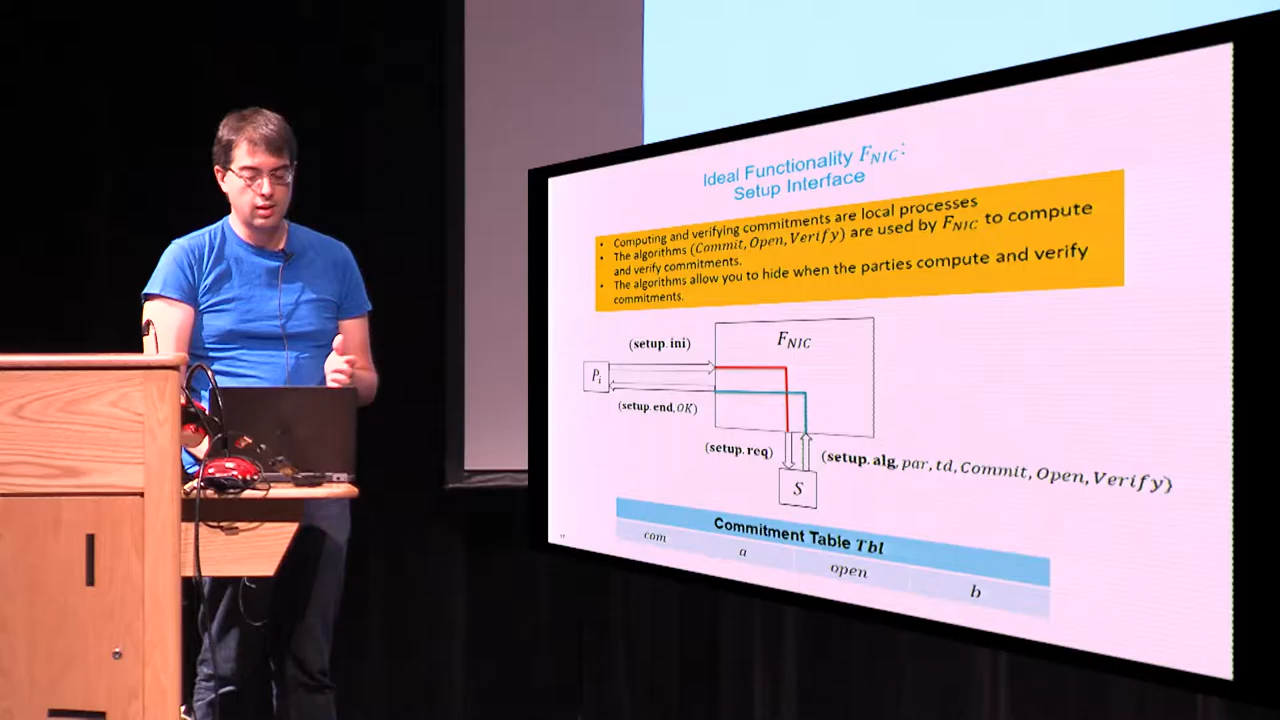 Ideal Functionality F_NIC:
Setup Interface
• Computing and verifying commitments are local processes
• The algorithms (Commit, Open, Verify) are used by F_NIC to compute
and verify commitments.
• The algorithms allow you to hide when the parties compute and verify
commitments.
F_NIC
(setup.ini)
P_i
(setup.end, OK)
(setup.req)
(setup.alg, par, td, Commit, Open, Verify)
S
Commitment Table Tbl
com a open b